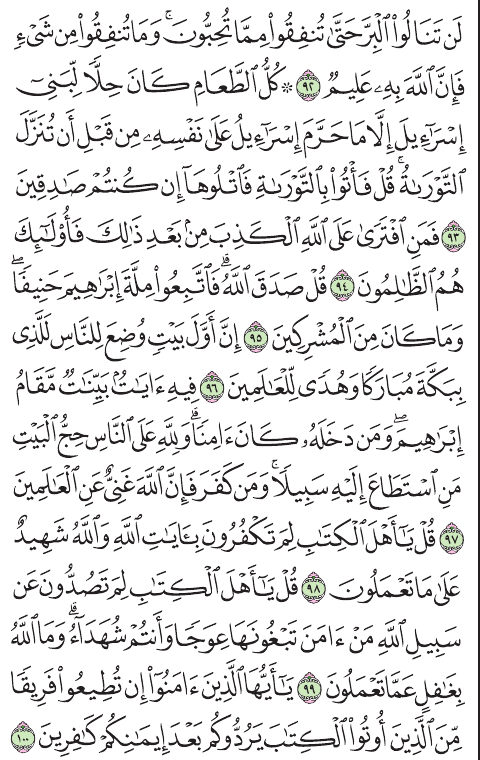 لَن تَنَالُوا۟ ٱلْبِرَّ حَتَّىٰ تُنفِقُوا۟ مِمَّا تُحِبُّونَ ۚ وَمَا تُنفِقُوا۟ مِن شَىْءٍ
فَإِنَّ ٱللَّهَ بِهِۦ عَلِيمٌ ٩٢ ۞ كُلُّ ٱلطَّعَامِ كَانَ حِلًّا لِّبَنِىٓ
إِسْرَٰٓءِيلَ إِلَّا مَا حَرَّمَ إِسْرَٰٓءِيلُ عَلَىٰ نَفْسِهِۦ مِن قَبْلِ أَن تُنَزَّلَ
ٱلتَّوْرَىٰةُ ۗ قُلْ فَأْتُوا۟ بِٱلتَّوْرَىٰةِ فَٱتْلُوهَآ إِن كُنتُمْ صَٰدِقِينَ
٩٣ فَمَنِ ٱفْتَرَىٰ عَلَى ٱللَّهِ ٱلْكَذِبَ مِنۢ بَعْدِ ذَٰلِكَ فَأُو۟لَٰٓئِكَ
هُمُ ٱلظَّٰلِمُونَ ٩٤ قُلْ صَدَقَ ٱللَّهُ ۗ فَٱتَّبِعُوا۟ مِلَّةَ إِبْرَٰهِيمَ حَنِيفًا ۖ
وَمَا كَانَ مِنَ ٱلْمُشْرِكِينَ ٩٥ إِنَّ أَوَّلَ بَيْتٍ وُضِعَ لِلنَّاسِ لَلَّذِى
بِبَكَّةَ مُبَارَكًا وَهُدًى لِّلْعَٰلَمِينَ ٩٦ فِيهِ ءَايَٰتٌۢ بَيِّنَٰتٌ مَّقَامُ
إِبْرَٰهِيمَ ۖ وَمَن دَخَلَهُۥ كَانَ ءَامِنًا ۗ وَلِلَّهِ عَلَى ٱلنَّاسِ حِجُّ ٱلْبَيْتِ
مَنِ ٱسْتَطَاعَ إِلَيْهِ سَبِيلًا ۚ وَمَن كَفَرَ فَإِنَّ ٱللَّهَ غَنِىٌّ عَنِ ٱلْعَٰلَمِينَ
٩٧ قُلْ يَٰٓأَهْلَ ٱلْكِتَٰبِ لِمَ تَكْفُرُونَ بِـَٔايَٰتِ ٱللَّهِ وَٱللَّهُ شَهِيدٌ
عَلَىٰ مَا تَعْمَلُونَ ٩٨ قُلْ يَٰٓأَهْلَ ٱلْكِتَٰبِ لِمَ تَصُدُّونَ عَن
سَبِيلِ ٱللَّهِ مَنْ ءَامَنَ تَبْغُونَهَا عِوَجًا وَأَنتُمْ شُهَدَآءُ ۗ وَمَا ٱللَّهُ
بِغَٰفِلٍ عَمَّا تَعْمَلُونَ ٩٩ يَٰٓأَيُّهَا ٱلَّذِينَ ءَامَنُوٓا۟ إِن تُطِيعُوا۟ فَرِيقًا
مِّنَ ٱلَّذِينَ أُوتُوا۟ ٱلْكِتَٰبَ يَرُدُّوكُم بَعْدَ إِيمَٰنِكُمْ كَٰفِرِينَ ١٠٠